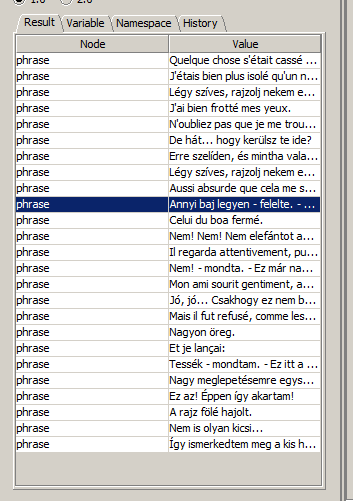 1.0 2.0
Result Variable Namespace History
Node Value
phrase Quelque chose s'était cassé ...
phrase J'étais bien plus isolé qu'un n...
phrase Légy szíves, rajzolj nekem e...
phrase J'ai bien frotté mes yeux.
phrase N'oubliez pas que je me trou...
phrase De hát... hogy kerülsz te ide?
phrase Erre szelíden, és mintha vala...
phrase Légy szíves, rajzolj nekem e...
phrase Aussi absurde que cela me s...
phrase Annyi baj legyen - felelte. - ...
phrase Celui du boa fermé.
phrase Nem! Nem! Nem elefántot a...
phrase Il regarda attentivement, pu...
phrase Nem! - mondta. - Ez már na...
phrase Mon ami sourit gentiment, a...
phrase Jó, jó... Csakhogy ez nem b...
phrase Mais il fut refusé, comme les...
phrase Nagyon öreg.
phrase Et je lançai:
phrase Tessék - mondtam. - Ez itt a ...
phrase Nagy meglepetésemre egys...
phrase Ez az! Éppen így akartam!
phrase A rajz fölé hajolt.
phrase Nem is olyan kicsi...
phrase Így ismerkedtem meg a kis h...